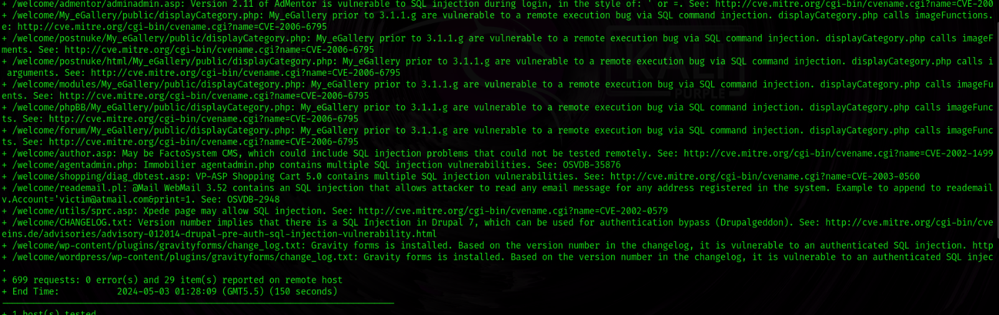 + /welcome/admentor/adminadmin.asp: Version 2.11 of AdMentor is vulnerable to SQL injection during login, in the style of: ' or =. See: http://cve.mitre.org/cgi-bin/cvename.cgi?name=CVE-200
+ /welcome/My_eGallery/public/displayCategory.php: My_eGallery prior to 3.1.1.g are vulnerable to a remote execution bug via SQL command injection. displayCategory.php calls imageFunctions.
e: http://cve.mitre.org/cgi-bin/cvename.cgi?name=CVE-2006-6795
+ /welcome/postnuke/My_eGallery/public/displayCategory.php: My_eGallery prior to 3.1.1.g are vulnerable to a remote execution bug via SQL command injection. displayCategory.php calls imageF
ments. See: http://cve.mitre.org/cgi-bin/cvename.cgi?name=CVE-2006-6795
+ /welcome/postnuke/html/My_eGallery/public/displayCategory.php: My_eGallery prior to 3.1.1.g are vulnerable to a remote execution bug via SQL command injection. displayCategory.php calls i
 arguments. See: http://cve.mitre.org/cgi-bin/cvename.cgi?name=CVE-2006-6795
+ /welcome/modules/My_eGallery/public/displayCategory.php: My_eGallery prior to 3.1.1.g are vulnerable to a remote execution bug via SQL command injection. displayCategory.php calls imageFu
ents. See: http://cve.mitre.org/cgi-bin/cvename.cgi?name=CVE-2006-6795
+ /welcome/phpBB/My_eGallery/public/displayCategory.php: My_eGallery prior to 3.1.1.g are vulnerable to a remote execution bug via SQL command injection. displayCategory.php calls imageFunc
ts. See: http://cve.mitre.org/cgi-bin/cvename.cgi?name=CVE-2006-6795
+ /welcome/forum/My_eGallery/public/displayCategory.php: My_eGallery prior to 3.1.1.g are vulnerable to a remote execution bug via SQL command injection. displayCategory.php calls imageFunc
ts. See: http://cve.mitre.org/cgi-bin/cvename.cgi?name=CVE-2006-6795
+ /welcome/author.asp: May be FactoSystem CMS, which could include SQL injection problems that could not be tested remotely. See: http://cve.mitre.org/cgi-bin/cvename.cgi?name=CVE-2002-1499
+ /welcome/agentadmin.php: Immobilier agentadmin.php contains multiple SQL injection vulnerabilities. See: OSVDB-35876
+ /welcome/shopping/diag_dbtest.asp: VP-ASP Shopping Cart 5.0 contains multiple SQL injection vulnerabilities. See: http://cve.mitre.org/cgi-bin/cvename.cgi?name=CVE-2003-0560
+ /welcome/reademail.pl: @Mail WebMail 3.52 contains an SQL injection that allows attacker to read any email message for any address registered in the system. Example to append to reademail
v.Account='victim@atmail.com&print=1. See: OSVDB-2948
+ /welcome/utils/sprc.asp: Xpede page may allow SQL injection. See: http://cve.mitre.org/cgi-bin/cvename.cgi?name=CVE-2002-0579
+ /welcome/CHANGELOG.txt: Version number implies that there is a SQL Injection in Drupal 7, which can be used for authentication bypass (Drupalgeddon). See: http://cve.mitre.org/cgi-bin/cve
eins.de/advisories/advisory-012014-drupal-pre-auth-sql-injection-vulnerability.html
+ /welcome/wp-content/plugins/gravityforms/change_log.txt: Gravity forms is installed. Based on the version number in the changelog, it is vulnerable to an authenticated SQL injection. http
+ /welcome/wordpress/wp-content/plugins/gravityforms/change_log.txt: Gravity forms is installed. Based on the version number in the changelog, it is vulnerable to an authenticated SQL injec
.
+ 699 requests: 0 error(s) and 29 item(s) reported on remote host
+ End Time: 2024-05-03 01:28:09 (GMT5.5) (150 seconds)
+ 1 host(s) tested
KALI
PURPLE